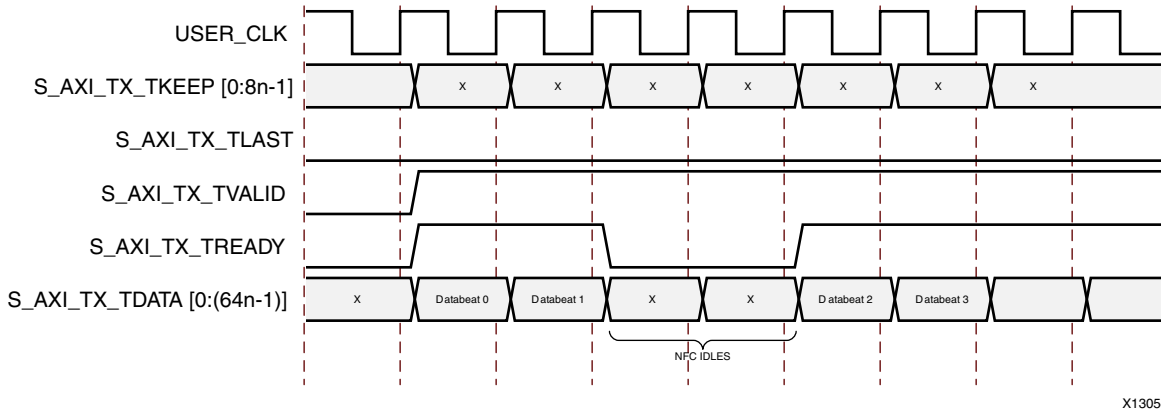 USER_CLK
S_AXI_TX_TKEEP [0:8n-1] X X X X X X X
S_AXI_TX_TLAST
S_AXI_TX_TVALID
S_AXI_TX_TREADY
S_AXI_TX_TDATA [0:(64n-1)] X Databeat 0 Databeat 1 X X Databeat 2 Databeat 3
NFC IDLES
X1305